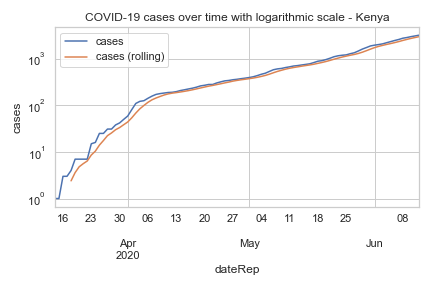 COVID-19 cases over time with logarithmic scale - Kenya
cases
cases (rolling)
10³
10²
10¹
10⁰
cases
16 23 30 06 13 20 27 04 11 18 25 08
Apr May Jun
2020
dateRep